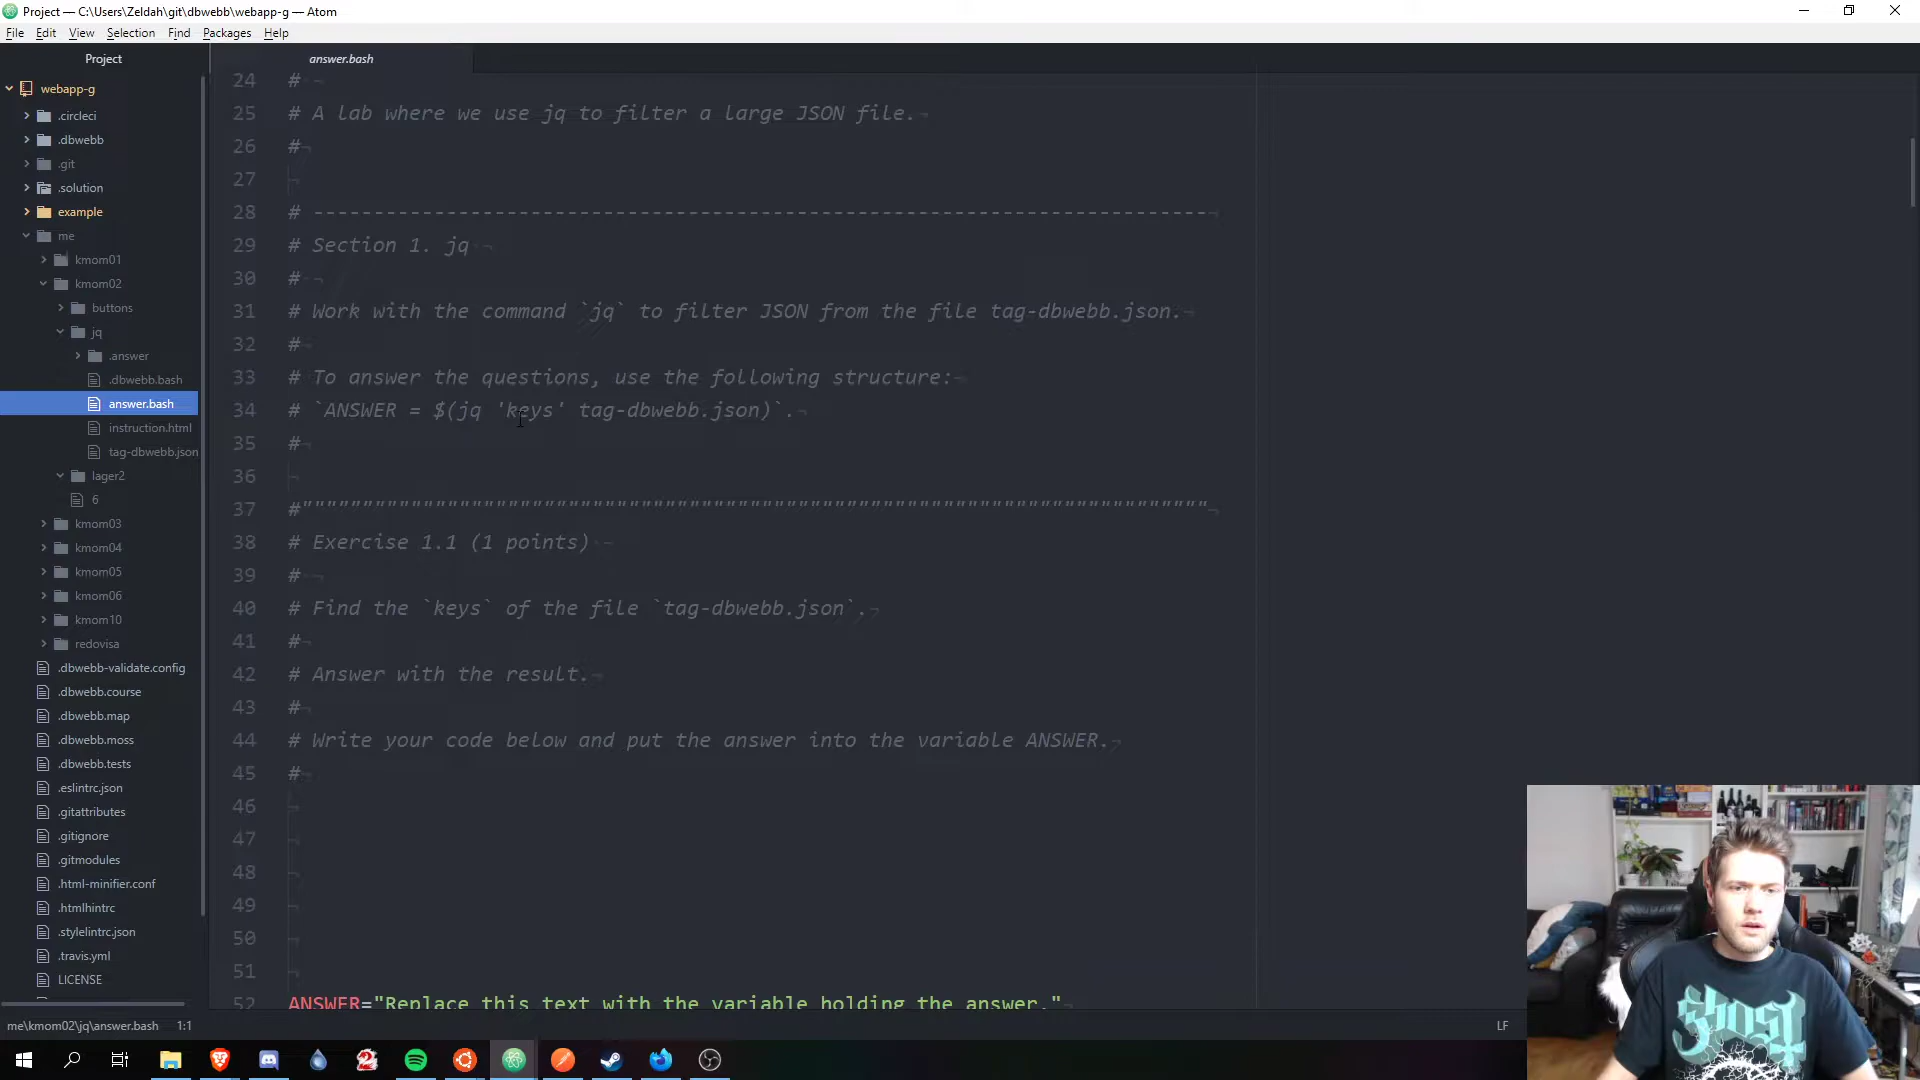 Project — C:\Users\Zeldah\git\dbwebb\webapp-g — Atom
File Edit View Selection Find Packages Help
Project
answer.bash
webapp-g
.circleci
.dbwebb
.git
.solution
example
me
kmom01
kmom02
buttons
jq
.answer
.dbwebb.bash
answer.bash
instruction.html
tag-dbwebb.json
lager2
6
kmom03
kmom04
kmom05
kmom06
kmom10
redovisa
.dbwebb-validate.config
.dbwebb.course
.dbwebb.map
.dbwebb.moss
.dbwebb.tests
.eslintrc.json
.gitattributes
.gitignore
.gitmodules
.html-minifier.conf
.htmlhintrc
.stylelintrc.json
.travis.yml
LICENSE
24 #
25 # A lab where we use jq to filter a large JSON file.
26 #
27
28 # --------------------------------------------------------------------------
29 # Section 1. jq
30 #
31 # Work with the command `jq` to filter JSON from the file tag-dbwebb.json.
32 #
33 # To answer the questions, use the following structure:
34 # `ANSWER = $(jq 'keys' tag-dbwebb.json)`.
35 #
36
37 #"""""""""""""""""""""""""""""""""""""""""""""""""""""""""""""""""""""""""""
38 # Exercise 1.1 (1 points)
39 #
40 # Find the `keys` of the file `tag-dbwebb.json`.
41 #
42 # Answer with the result.
43 #
44 # Write your code below and put the answer into the variable ANSWER.
45 #
46
47
48
49
50
51
52 ANSWER="Replace this text with the variable holding the answer."
me\kmom02\jq\answer.bash 1:1
LF
Ghost